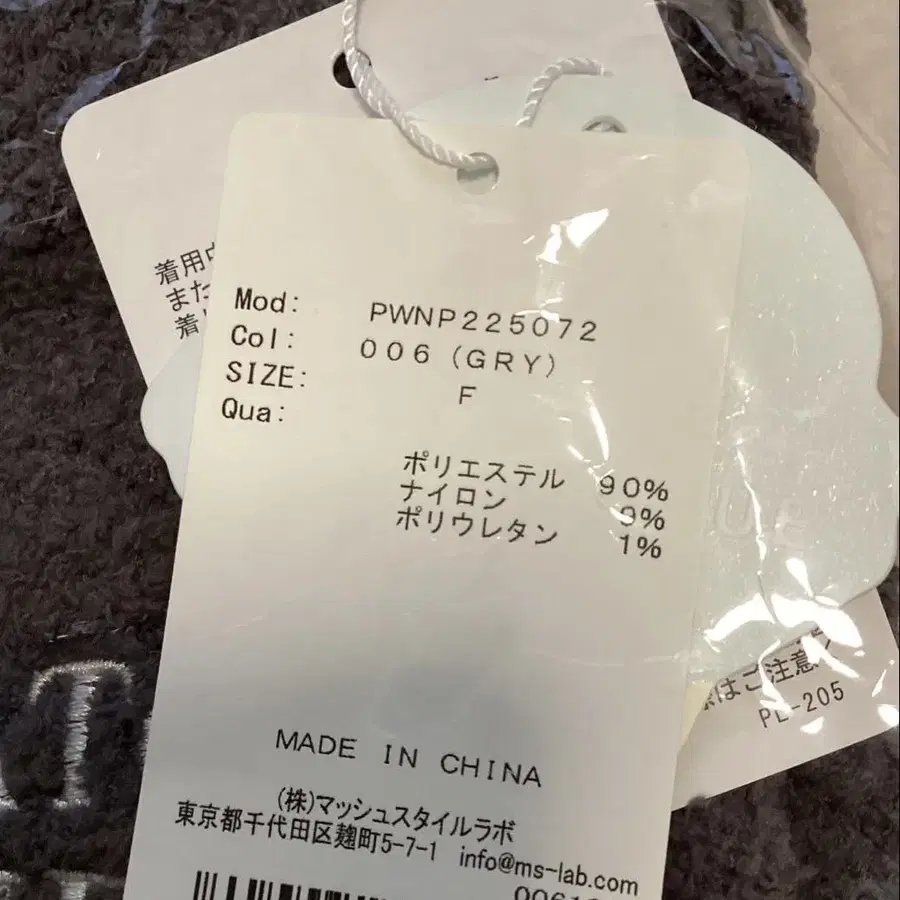 着用
また
着
Mod: PWNP225072
Col: 006(GRY)
SIZE: F
Qua:
ポリエステル 90%
ナイロン 9%
ポリウレタン 1%
はご注意
PL-205
MADE IN CHINA
(株)マッシュスタイルラボ
東京都千代田区麹町5-7-1 info@ms-lab.com